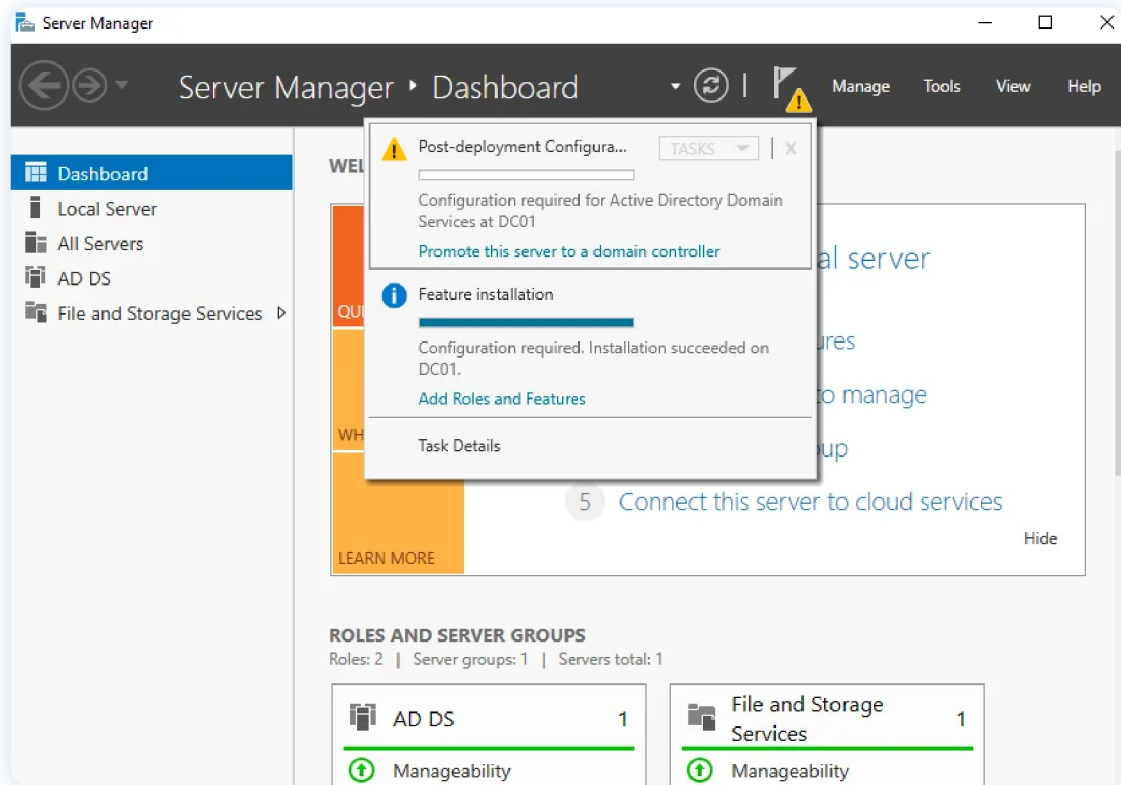 Server Manager
Server Manager Dashboard
Manage Tools View Help
Dashboard
Local Server
All Servers
AD DS
File and Storage Services
Post-deployment Configura... TASKS X
Configuration required for Active Directory Domain
Services at DC01
Promote this server to a domain controller
Feature installation
Configuration required. Installation succeeded on
DC01.
Add Roles and Features
Task Details
WEL
QUI
WH
LEARN MORE
al server
ures
to manage
oup
5 Connect this server to cloud services
Hide
ROLES AND SERVER GROUPS
Roles: 2 | Server groups: 1 | Servers total: 1
AD DS 1
Manageability
File and Storage
Services 1
Manageability